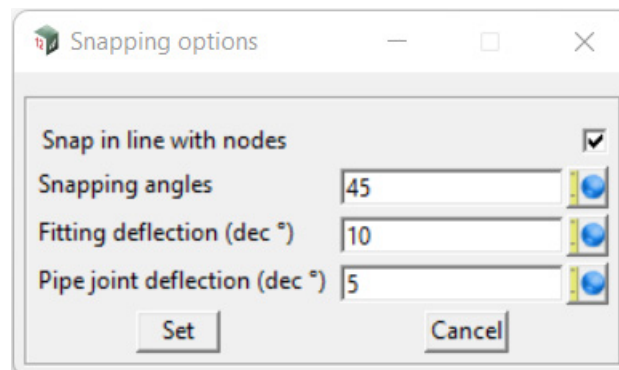 Snapping options
Snap in line with nodes
Snapping angles 45
Fitting deflection (dec °) 10
Pipe joint deflection (dec °) 5
Set Cancel